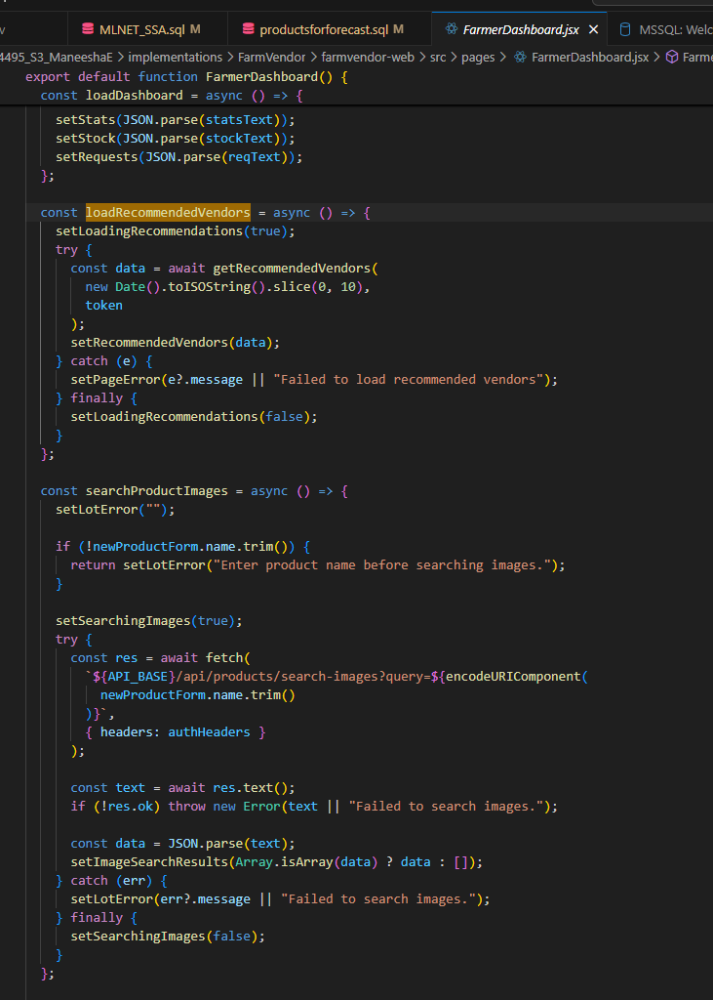 v
MLNET_SSA.sql M
productsforforecast.sql M
FarmerDashboard.jsx
MSSQL: Welc
4495_S3_ManeeshaE > implementations > FarmVendor > farmvendor-web > src > pages > FarmerDashboard.jsx > Farme
export default function FarmerDashboard() {
const loadDashboard = async () => {
setStats(JSON.parse(statsText));
setStock(JSON.parse(stockText));
setRequests(JSON.parse(reqText));
};
const loadRecommendedVendors = async () => {
setLoadingRecommendations(true);
try {
const data = await getRecommendedVendors(
new Date().toISOString().slice(0, 10),
token
);
setRecommendedVendors(data);
} catch (e) {
setPageError(e?.message || "Failed to load recommended vendors");
} finally {
setLoadingRecommendations(false);
}
};
const searchProductImages = async () => {
setLotError("");
if (!newProductForm.name.trim()) {
return setLotError("Enter product name before searching images.");
}
setSearchingImages(true);
try {
const res = await fetch(
`${API_BASE}/api/products/search-images?query=${encodeURIComponent(
newProductForm.name.trim()
)}`,
{ headers: authHeaders }
);
const text = await res.text();
if (!res.ok) throw new Error(text || "Failed to search images.");
const data = JSON.parse(text);
setImageSearchResults(Array.isArray(data) ? data : []);
} catch (err) {
setLotError(err?.message || "Failed to search images.");
} finally {
setSearchingImages(false);
}
};